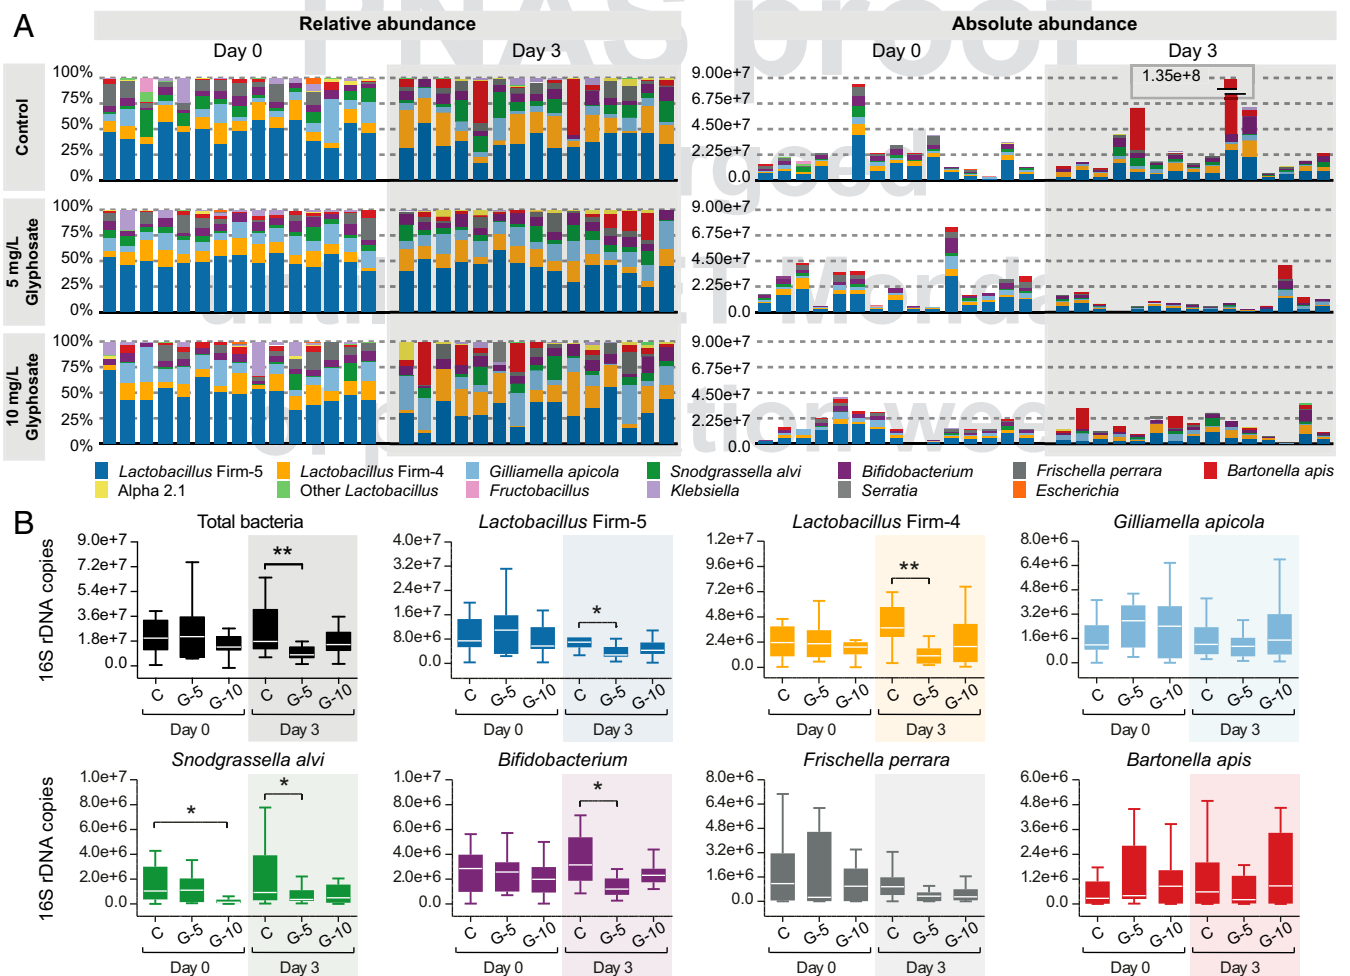 PNAS proof
A
Relative abundance
Absolute abundance
Day 0
Day 3
Day 0
Day 3
Control
100%
75%
50%
25%
0%
9.00e+7
6.75e+7
4.50e+7
2.25e+7
0.0
1.35e+8
5 mg/L
Glyphosate
100%
75%
50%
25%
0%
9.00e+7
6.75e+7
4.50e+7
2.25e+7
0.0
10 mg/L
Glyphosate
100%
75%
50%
25%
0%
9.00e+7
6.75e+7
4.50e+7
2.25e+7
0.0
Lactobacillus Firm-5
Lactobacillus Firm-4
Gilliamella apicola
Snodgrassella alvi
Bifidobacterium
Frischella perrara
Bartonella apis
Alpha 2.1
Other Lactobacillus
Fructobacillus
Klebsiella
Serratia
Escherichia
B
Total bacteria
16S rDNA copies
9.0e+7
7.2e+7
5.4e+7
3.6e+7
1.8e+7
0.0
**
C G-5 G-10 C G-5 G-10
Day 0 Day 3
Lactobacillus Firm-5
4.0e+7
3.2e+7
2.4e+7
1.6e+7
8.0e+6
0.0
*
C G-5 G-10 C G-5 G-10
Day 0 Day 3
Lactobacillus Firm-4
1.2e+7
9.6e+6
7.2e+6
4.8e+6
2.4e+6
0.0
**
C G-5 G-10 C G-5 G-10
Day 0 Day 3
Gilliamella apicola
8.0e+6
6.4e+6
4.8e+6
3.2e+6
1.6e+6
0.0
C G-5 G-10 C G-5 G-10
Day 0 Day 3
Snodgrassella alvi
16S rDNA copies
1.0e+7
8.0e+6
6.0e+6
4.0e+6
2.0e+6
0.0
*
*
C G-5 G-10 C G-5 G-10
Day 0 Day 3
Bifidobacterium
1.0e+7
8.0e+6
6.0e+6
4.0e+6
2.0e+6
0.0
*
C G-5 G-10 C G-5 G-10
Day 0 Day 3
Frischella perrara
8.0e+6
6.4e+6
4.8e+6
3.2e+6
1.6e+6
0.0
C G-5 G-10 C G-5 G-10
Day 0 Day 3
Bartonella apis
6.0e+6
4.8e+6
3.6e+6
2.4e+6
1.2e+6
0.0
C G-5 G-10 C G-5 G-10
Day 0 Day 3